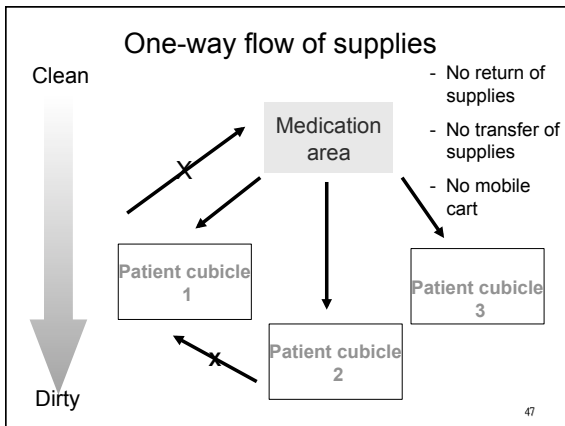 One-way flow of supplies
Clean
- No return of
supplies
- No transfer of
supplies
- No mobile
cart
Medication
area
X
Patient cubicle
1
Patient cubicle
3
x
Patient cubicle
2
Dirty
47